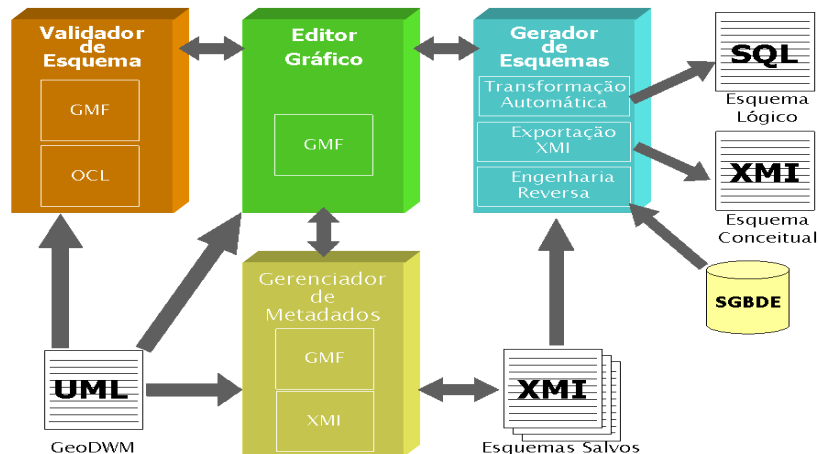 Validador
de
Esquema
GMF
OCL
Editor
Gráfico
GMF
Gerador
de
Esquemas
Transformação
Automática
Exportação
XMI
Engenharia
Reversa
SQL
Esquema
Lógico
XMI
Esquema
Conceitual
SGBDE
Gerenciador
de
Metadados
GMF
XMI
UML
GeoDWM
XMI
Esquemas Salvos